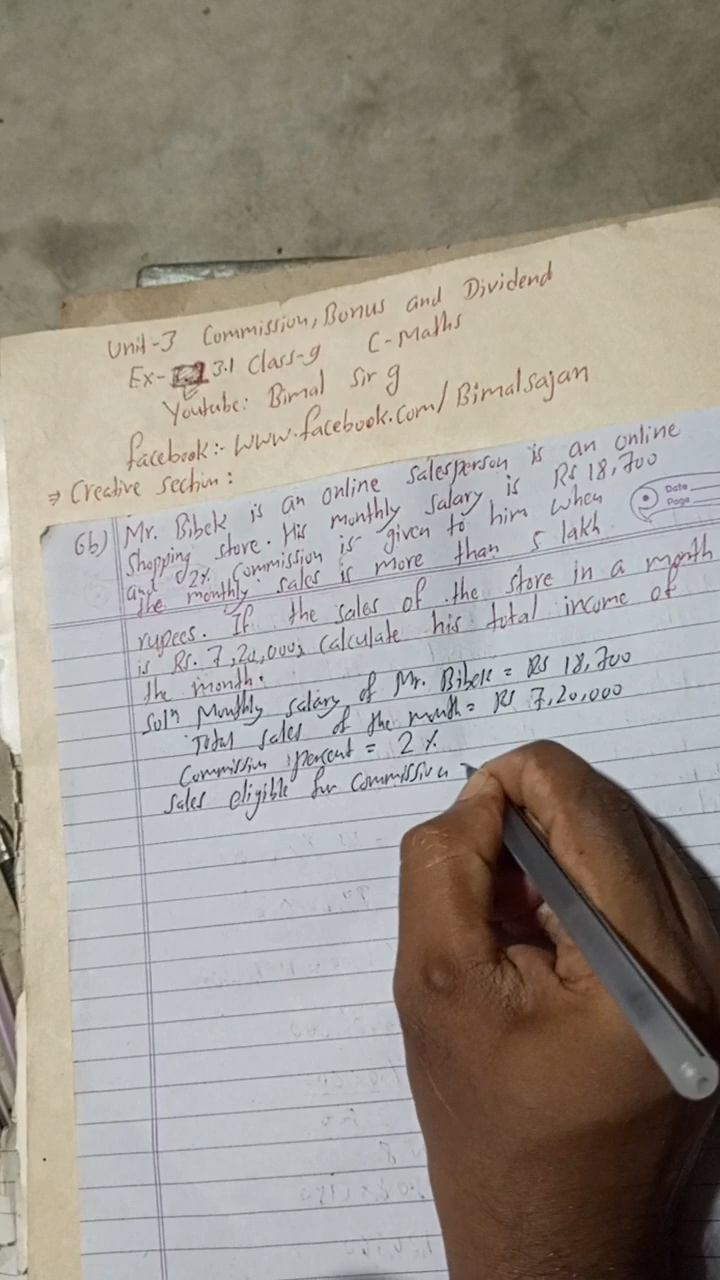 Unit-3 Commission, Bonus and Dividend
Ex- 3.1 Class-9 C-Maths
Youtube: Bimal Sir g
facebook:- www.facebook.com/Bimalsajan
⇒ Creative section:
6b) Mr. Bibek is an online salesperson is an online
shopping store. His monthly salary is Rs 18,700
and 2% commission is given to him when
the monthly sales is more than 5 lakh
Date
Page
rupees. If the sales of the store in a month
is Rs. 7,20,000, calculate his total income of
the month.
Solⁿ Monthly salary of Mr. Bibek = Rs 18,700
Total sales of the month = Rs 7,20,000
Commission percent = 2 %
Sales eligible for commission